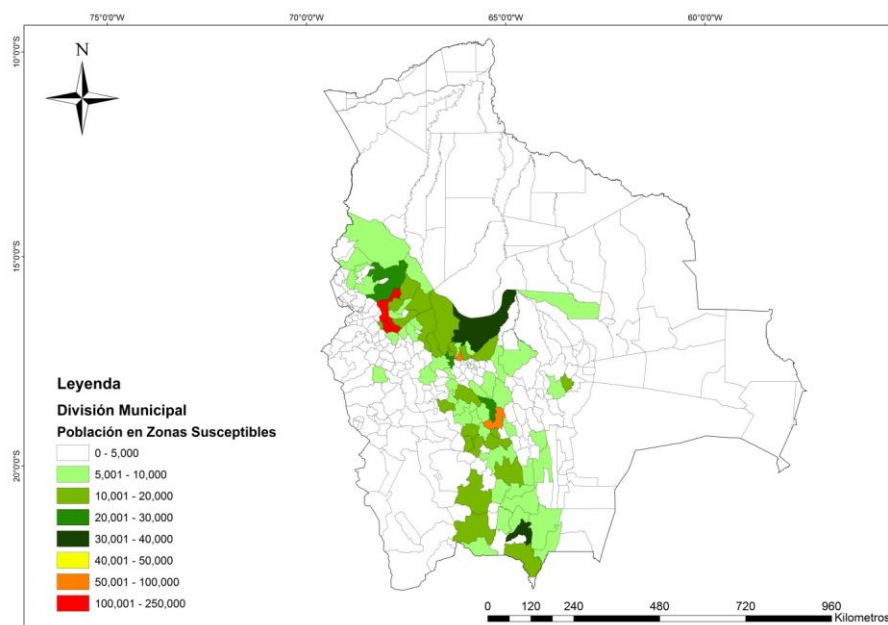 75°0'0"W 70°0'0"W 65°0'0"W 60°0'0"W
10°0'0"S
15°0'0"S
20°0'0"S
N
Leyenda
División Municipal
Población en Zonas Susceptibles
0 - 5,000
5,001 - 10,000
10,001 - 20,000
20,001 - 30,000
30,001 - 40,000
40,001 - 50,000
50,001 - 100,000
100,001 - 250,000
0 120 240 480 720 960
Kilometros